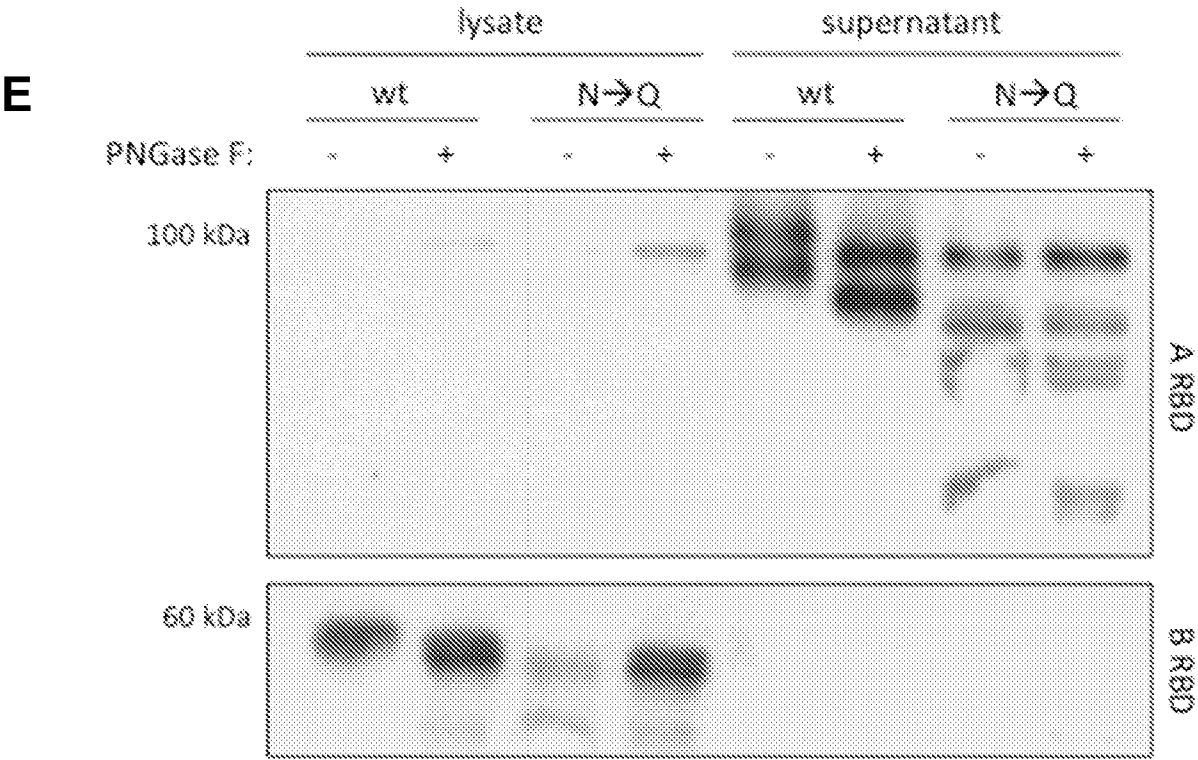 lysate supernatant
E
wt N→Q wt N→Q
PNGase F: - + - + - + - +
100 kDa
A RBD
60 kDa
B RBD